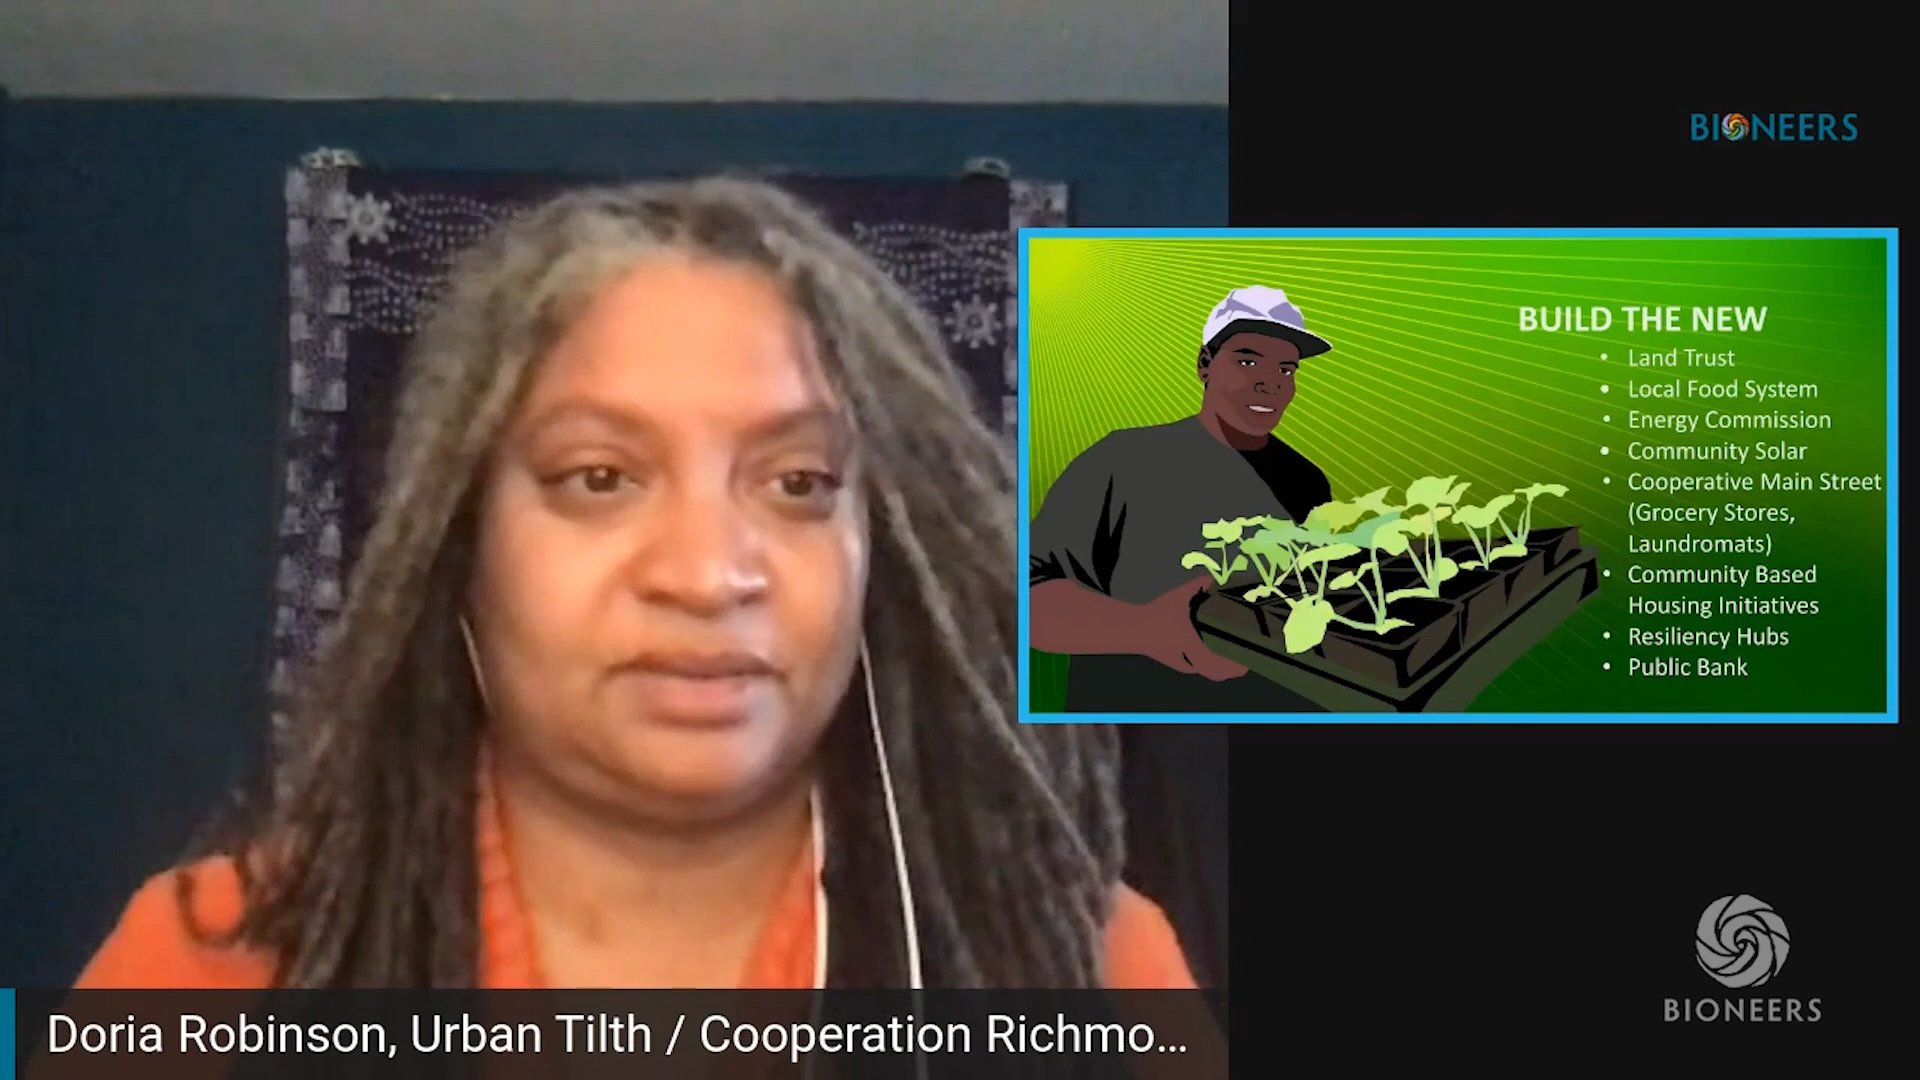 BIONEERS
BUILD THE NEW
• Land Trust
• Local Food System
• Energy Commission
• Community Solar
• Cooperative Main Street
(Grocery Stores,
Laundromats)
• Community Based
Housing Initiatives
• Resiliency Hubs
• Public Bank
Doria Robinson, Urban Tilth / Cooperation Richmo...
BIONEERS